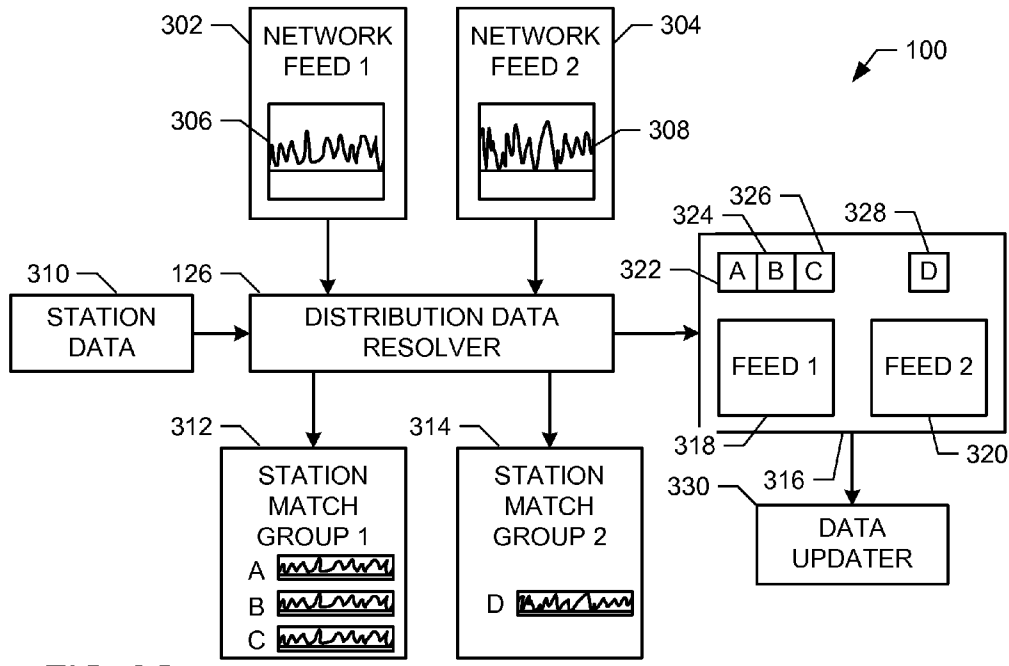 302
NETWORK
FEED 1
306
NETWORK
FEED 2
304
308
100
310
STATION
DATA
126
DISTRIBUTION DATA
RESOLVER
322
324
326
328
A B C
D
FEED 1
FEED 2
318
316
320
312
STATION
MATCH
GROUP 1
A
B
C
314
STATION
MATCH
GROUP 2
D
330
DATA
UPDATER